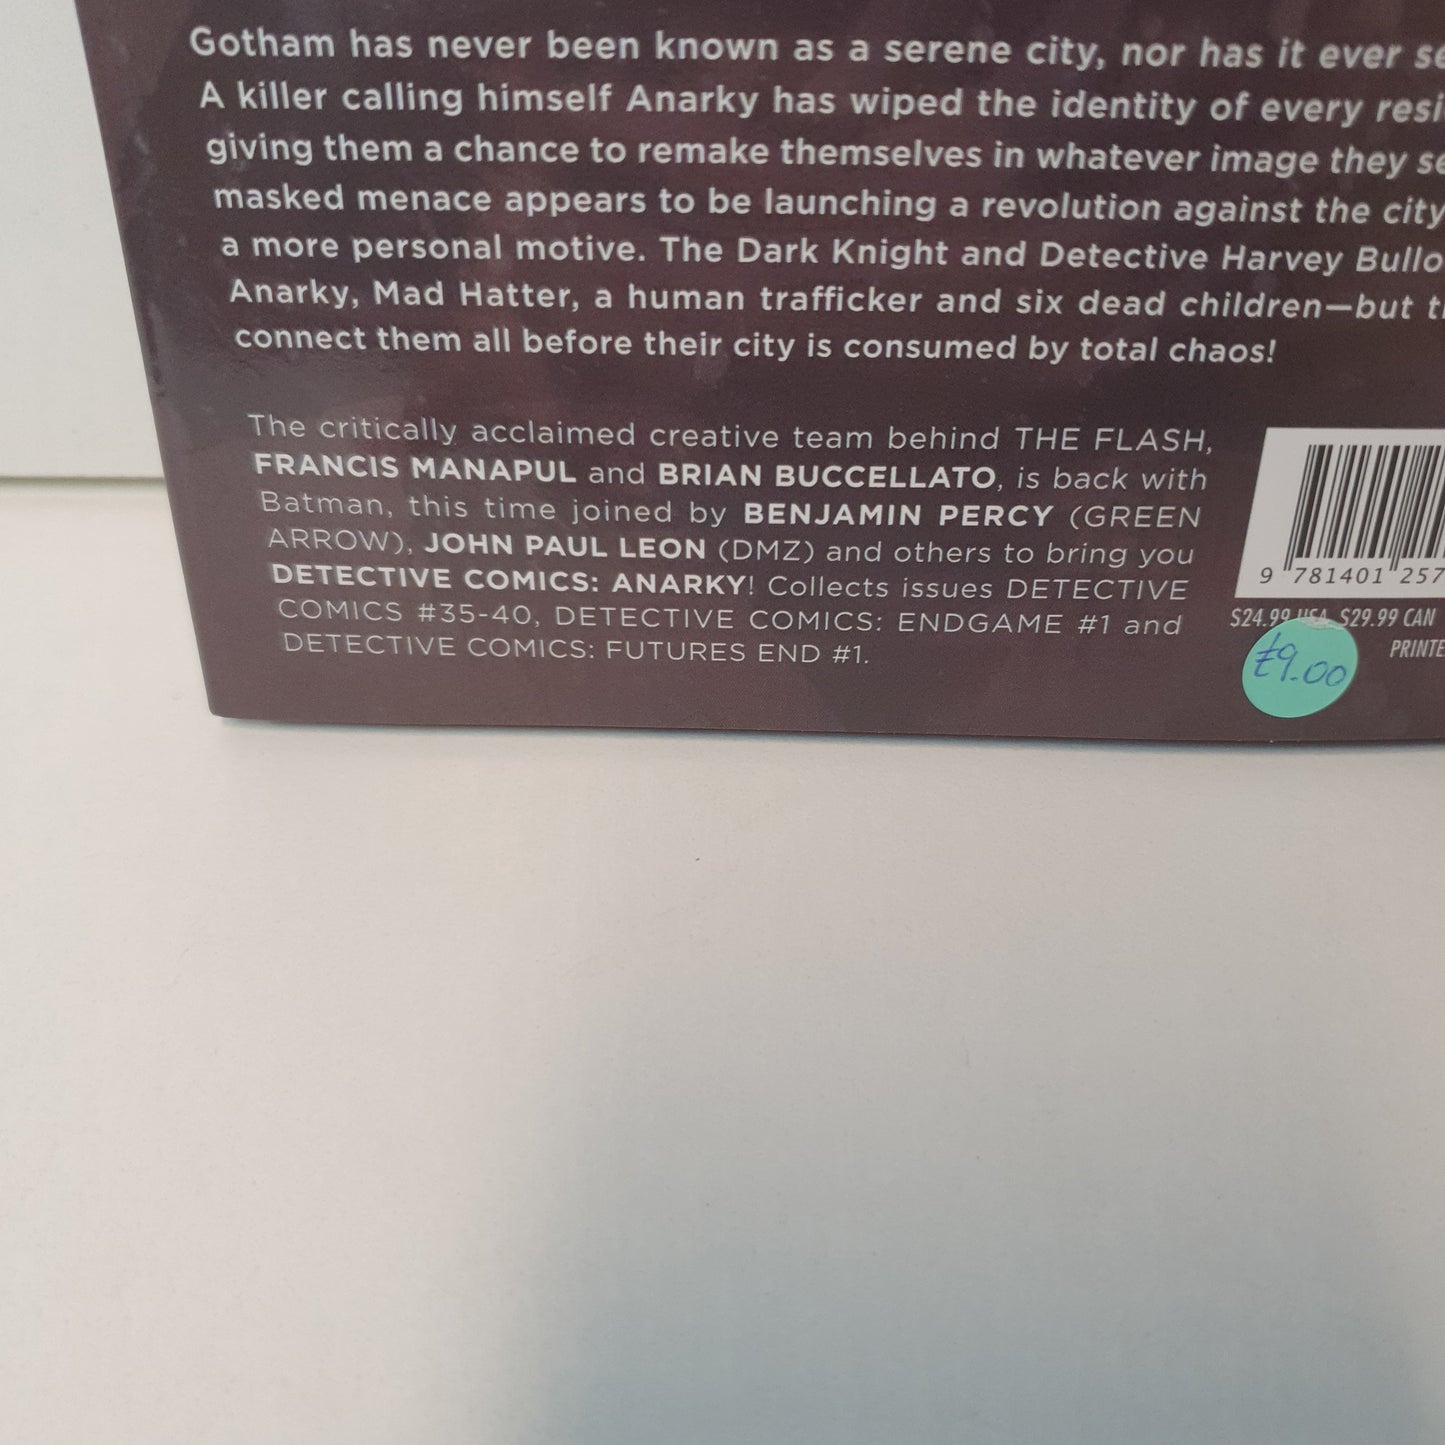 Gotham has never been known as a serene city, nor has it ever
A killer calling himself Anarky has wiped the identity of every
giving them a chance to remake themselves in whatever image they
masked menace appears to be launching a revolution against the city
a more personal motive. The Dark Knight and Detective Harvey
Anarky, Mad Hatter, a human trafficker and six dead children—but
connect them all before their city is consumed by total chaos!
The critically acclaimed creative team behind THE FLASH,
FRANCIS MANAPUL and BRIAN BUCCELLATO, is back with
Batman, this time joined by BENJAMIN PERCY (GREEN
ARROW), JOHN PAUL LEON (DMZ) and others to bring you
DETECTIVE COMICS: ANARKY! Collects issues DETECTIVE
COMICS #35-40, DETECTIVE COMICS: ENDGAME #1 and
DETECTIVE COMICS: FUTURES END #1.
9 781401 257
$24.99 USA $29.99 CAN
£9.00